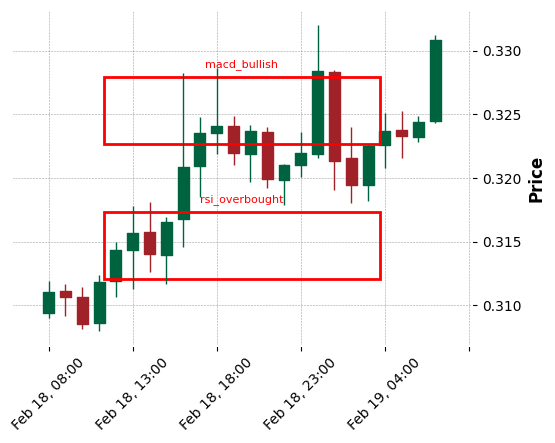 macd_bullish
0.330
0.325
0.320
rsi_overbought
0.315
0.310
Price
Feb 18, 08:00
Feb 18, 13:00
Feb 18, 18:00
Feb 18, 23:00
Feb 19, 04:00